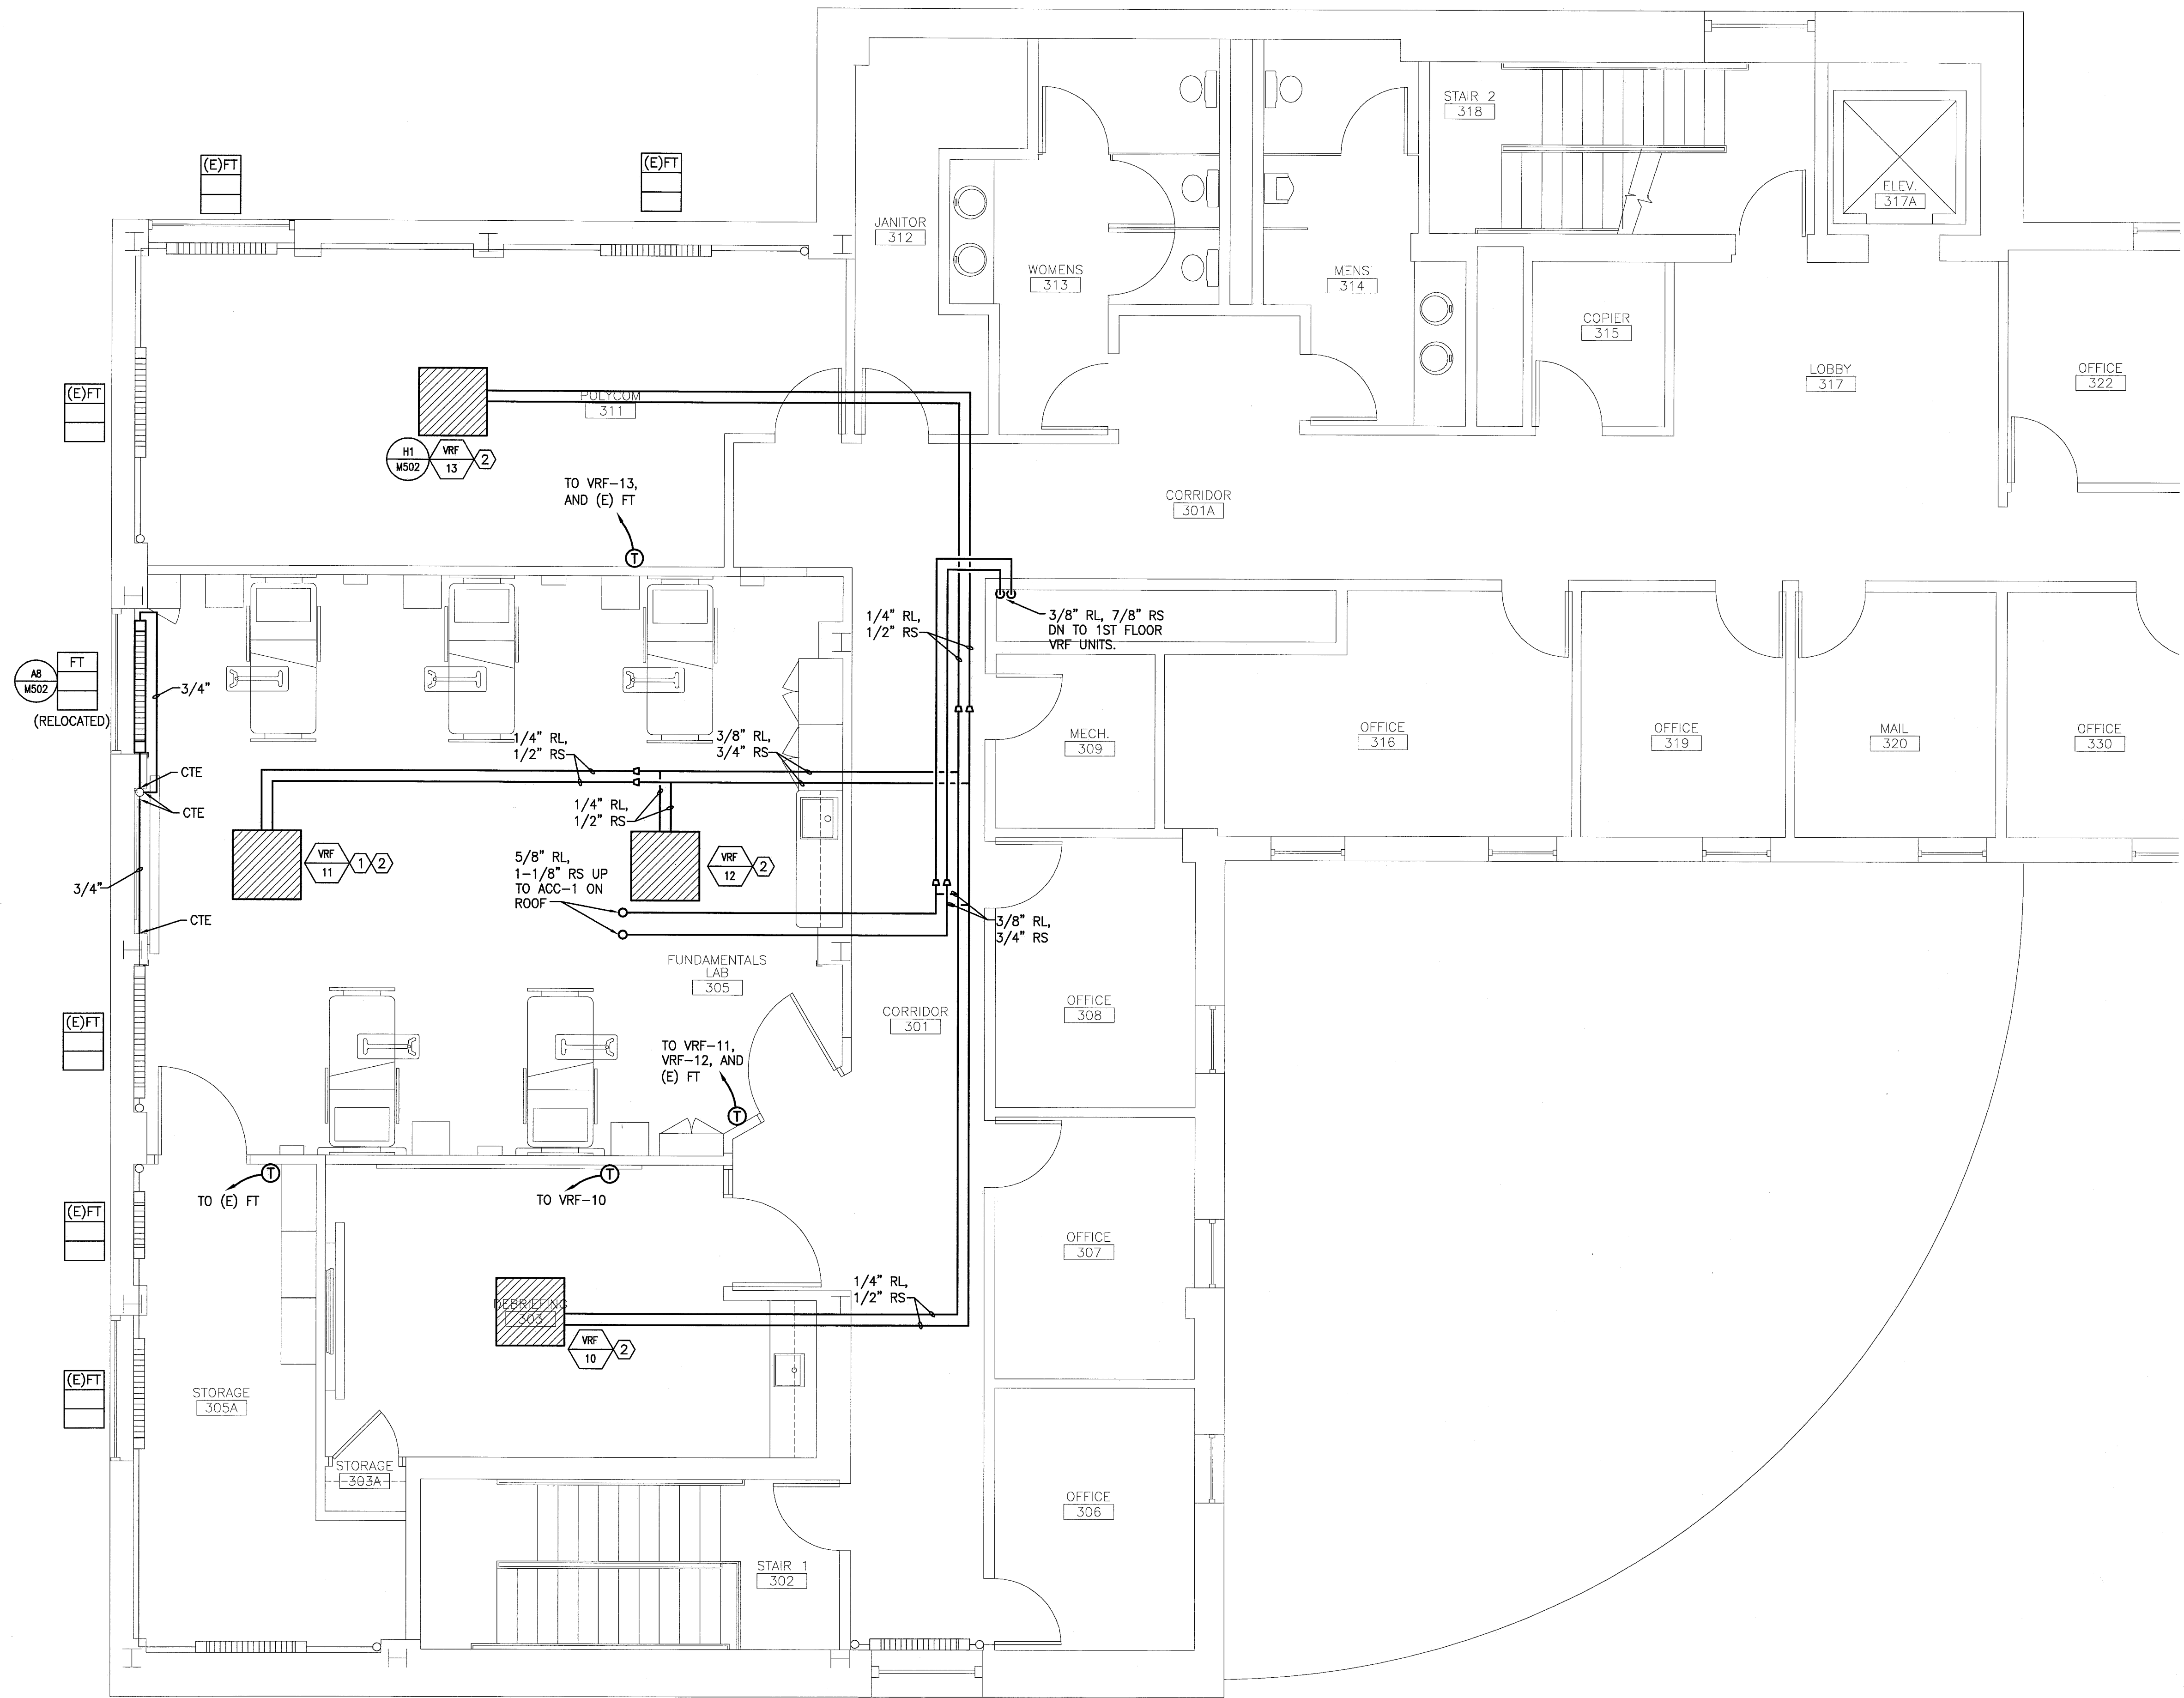 STAIR 2
318
ELEV.
317A
(E)FT
(E)FT
JANITOR
312
WOMENS
313
MENS
314
COPIER
315
LOBBY
317
OFFICE
322
(E)FT
POLYCOM
311
H1
M502
VRF
13
2
TO VRF-13,
AND (E) FT
T
CORRIDOR
301A
1/4" RL,
1/2" RS
3/8" RL, 7/8" RS
DN TO 1ST FLOOR
VRF UNITS.
A8
M502
FT
(RELOCATED)
3/4"
1/4" RL,
1/2" RS
3/8" RL,
3/4" RS
MECH.
309
OFFICE
316
OFFICE
319
MAIL
320
OFFICE
330
CTE
CTE
1/4" RL,
1/2" RS
VRF
11
1
2
5/8" RL,
1-1/8" RS UP
TO ACC-1 ON
ROOF
VRF
12
2
3/4"
CTE
3/8" RL,
3/4" RS
FUNDAMENTALS
LAB
305
CORRIDOR
301
OFFICE
308
(E)FT
TO VRF-11,
VRF-12, AND
(E) FT
T
T
TO (E) FT
T
TO VRF-10
(E)FT
OFFICE
307
1/4" RL,
1/2" RS
DEBRIEFING
303
VRF
10
2
(E)FT
STORAGE
305A
STORAGE
303A
OFFICE
306
STAIR 1
302